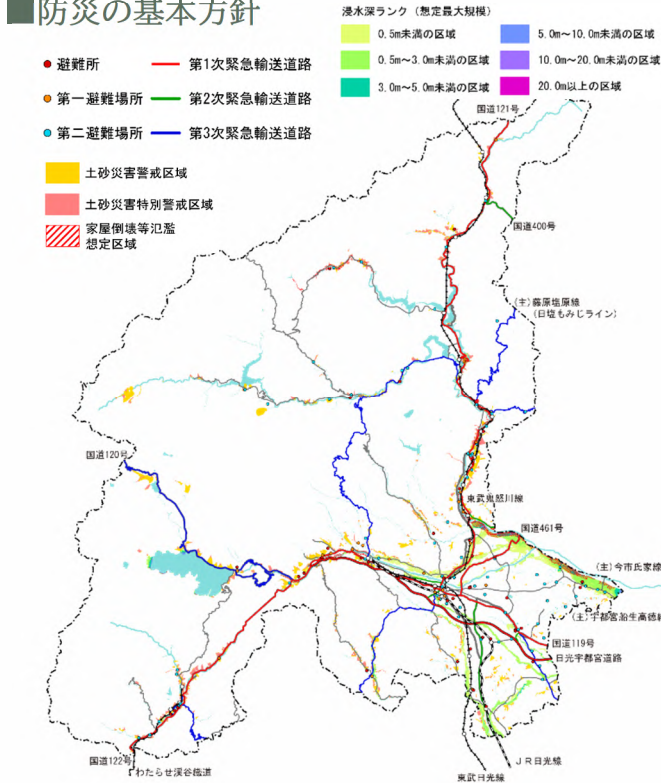 防災の基本方針
浸水深ランク（想定最大規模）
0.5m未満の区域
5.0m～10.0m未満の区域
0.5m～3.0m未満の区域
10.0m～20.0m未満の区域
3.0m～5.0m未満の区域
20.0m以上の区域
避難所
第1次緊急輸送道路
第一避難場所
第2次緊急輸送道路
第二避難場所
第3次緊急輸送道路
土砂災害警戒区域
土砂災害特別警戒区域
家屋倒壊等氾濫
想定区域
国道121号
国道400号
(主)藤原塩原線
(日塩もみじライン)
国道120号
東武鬼怒川線
国道461号
(主)今市氏家線
(主)宇都宮船生高徳線
国道119号
日光宇都宮道路
国道122号
わたらせ渓谷鐵道
JR日光線
東武日光線